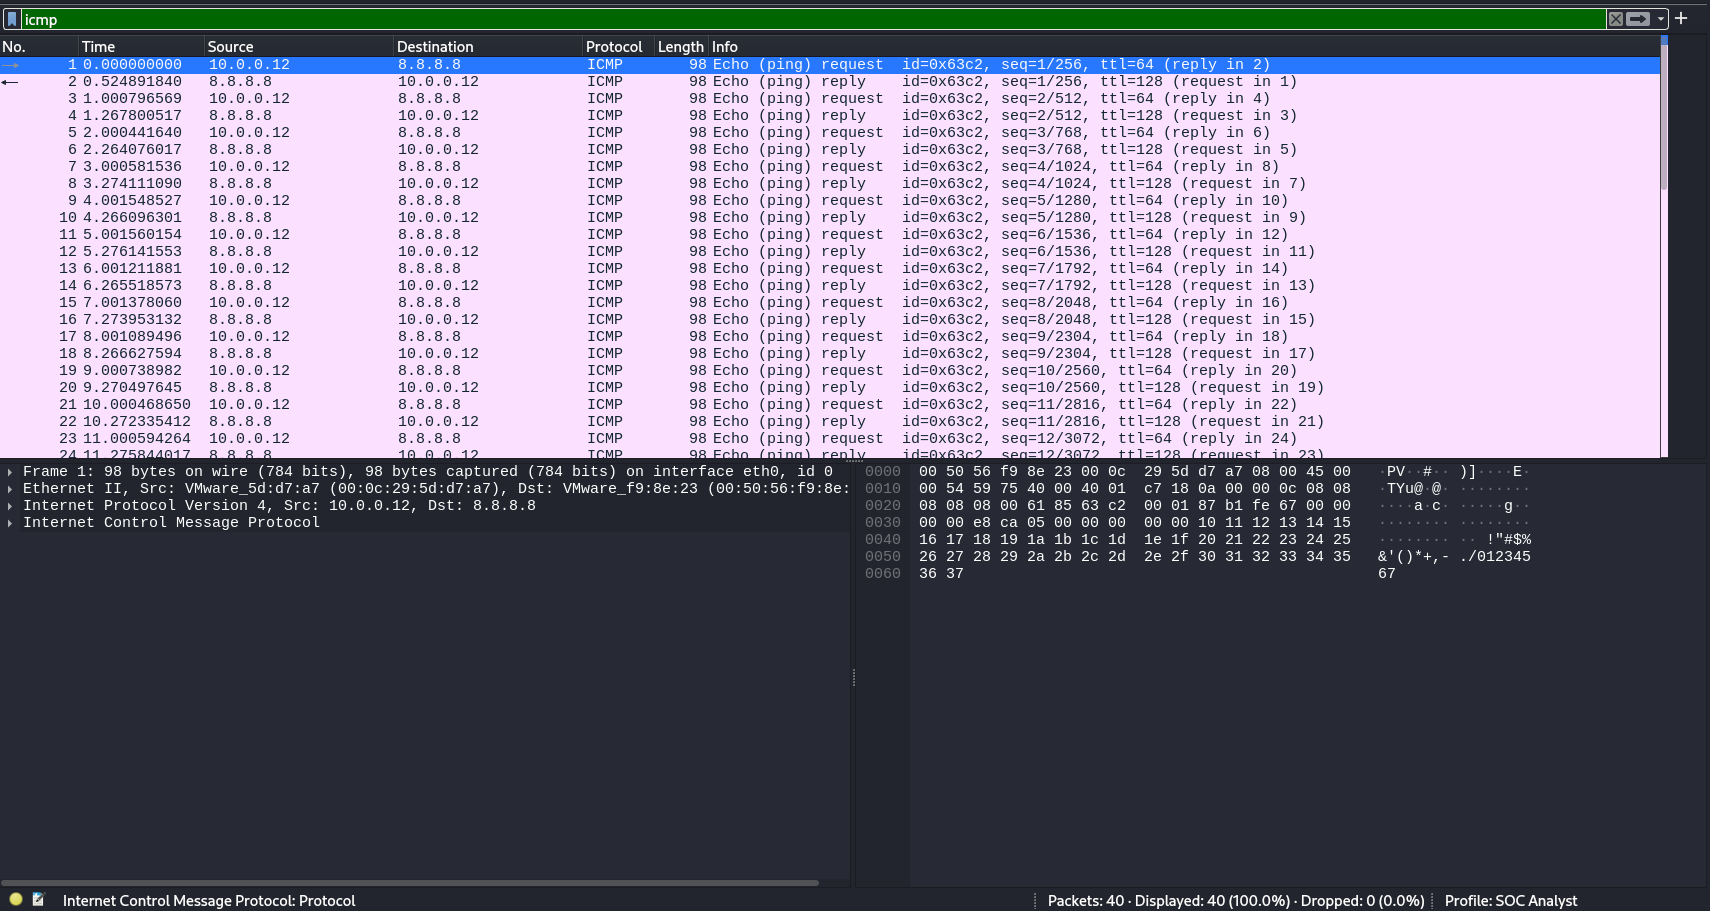 icmp
No. Time Source Destination Protocol Length Info
1 0.000000000 10.0.0.12 8.8.8.8 ICMP 98 Echo (ping) request id=0x63c2, seq=1/256, ttl=64 (reply in 2)
2 0.524891840 8.8.8.8 10.0.0.12 ICMP 98 Echo (ping) reply id=0x63c2, seq=1/256, ttl=128 (request in 1)
3 1.000796569 10.0.0.12 8.8.8.8 ICMP 98 Echo (ping) request id=0x63c2, seq=2/512, ttl=64 (reply in 4)
4 1.267800517 8.8.8.8 10.0.0.12 ICMP 98 Echo (ping) reply id=0x63c2, seq=2/512, ttl=128 (request in 3)
5 2.000441640 10.0.0.12 8.8.8.8 ICMP 98 Echo (ping) request id=0x63c2, seq=3/768, ttl=64 (reply in 6)
6 2.264076017 8.8.8.8 10.0.0.12 ICMP 98 Echo (ping) reply id=0x63c2, seq=3/768, ttl=128 (request in 5)
7 3.000581536 10.0.0.12 8.8.8.8 ICMP 98 Echo (ping) request id=0x63c2, seq=4/1024, ttl=64 (reply in 8)
8 3.274111090 8.8.8.8 10.0.0.12 ICMP 98 Echo (ping) reply id=0x63c2, seq=4/1024, ttl=128 (request in 7)
9 4.001548527 10.0.0.12 8.8.8.8 ICMP 98 Echo (ping) request id=0x63c2, seq=5/1280, ttl=64 (reply in 10)
10 4.266096301 8.8.8.8 10.0.0.12 ICMP 98 Echo (ping) reply id=0x63c2, seq=5/1280, ttl=128 (request in 9)
11 5.001560154 10.0.0.12 8.8.8.8 ICMP 98 Echo (ping) request id=0x63c2, seq=6/1536, ttl=64 (reply in 12)
12 5.276141553 8.8.8.8 10.0.0.12 ICMP 98 Echo (ping) reply id=0x63c2, seq=6/1536, ttl=128 (request in 11)
13 6.001211881 10.0.0.12 8.8.8.8 ICMP 98 Echo (ping) request id=0x63c2, seq=7/1792, ttl=64 (reply in 14)
14 6.265518573 8.8.8.8 10.0.0.12 ICMP 98 Echo (ping) reply id=0x63c2, seq=7/1792, ttl=128 (request in 13)
15 7.001378060 10.0.0.12 8.8.8.8 ICMP 98 Echo (ping) request id=0x63c2, seq=8/2048, ttl=64 (reply in 16)
16 7.273953132 8.8.8.8 10.0.0.12 ICMP 98 Echo (ping) reply id=0x63c2, seq=8/2048, ttl=128 (request in 15)
17 8.001089496 10.0.0.12 8.8.8.8 ICMP 98 Echo (ping) request id=0x63c2, seq=9/2304, ttl=64 (reply in 18)
18 8.266627594 8.8.8.8 10.0.0.12 ICMP 98 Echo (ping) reply id=0x63c2, seq=9/2304, ttl=128 (request in 17)
19 9.000738982 10.0.0.12 8.8.8.8 ICMP 98 Echo (ping) request id=0x63c2, seq=10/2560, ttl=64 (reply in 20)
20 9.270497645 8.8.8.8 10.0.0.12 ICMP 98 Echo (ping) reply id=0x63c2, seq=10/2560, ttl=128 (request in 19)
21 10.000468650 10.0.0.12 8.8.8.8 ICMP 98 Echo (ping) request id=0x63c2, seq=11/2816, ttl=64 (reply in 22)
22 10.272335412 8.8.8.8 10.0.0.12 ICMP 98 Echo (ping) reply id=0x63c2, seq=11/2816, ttl=128 (request in 21)
23 11.000594264 10.0.0.12 8.8.8.8 ICMP 98 Echo (ping) request id=0x63c2, seq=12/3072, ttl=64 (reply in 24)
24 11.275844017 8.8.8.8 10.0.0.12 ICMP 98 Echo (ping) reply id=0x63c2, seq=12/3072, ttl=128 (request in 23)
Frame 1: 98 bytes on wire (784 bits), 98 bytes captured (784 bits) on interface eth0, id 0
Ethernet II, Src: VMware_5d:d7:a7 (00:0c:29:5d:d7:a7), Dst: VMware_f9:8e:23 (00:50:56:f9:8e:
Internet Protocol Version 4, Src: 10.0.0.12, Dst: 8.8.8.8
Internet Control Message Protocol
0000 00 50 56 f9 8e 23 00 0c 29 5d d7 a7 08 00 45 00 ·PV··#·· )]····E·
0010 00 54 59 75 40 00 40 01 c7 18 0a 00 00 0c 08 08 ·TYu@·@· ········
0020 08 08 08 00 61 85 63 c2 00 01 87 b1 fe 67 00 00 ····a·c· ·····g··
0030 00 00 e8 ca 05 00 00 00 00 00 10 11 12 13 14 15 ········ ········
0040 16 17 18 19 1a 1b 1c 1d 1e 1f 20 21 22 23 24 25 ········ ·· !"#$%
0050 26 27 28 29 2a 2b 2c 2d 2e 2f 30 31 32 33 34 35 &'()*+,- ./012345
0060 36 37 67
Internet Control Message Protocol: Protocol
Packets: 40 · Displayed: 40 (100.0%) · Dropped: 0 (0.0%)
Profile: SOC Analyst